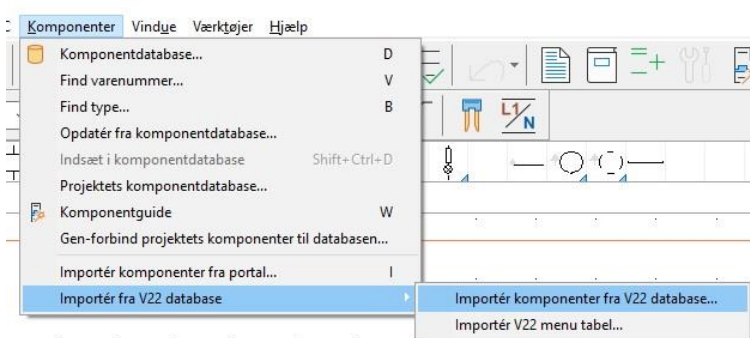 Komponenter Vindue Værktøjer Hjælp
Komponentdatabase... D
Find varenummer... V
Find type... B
Opdatér fra komponentdatabase...
Indsæt i komponentdatabase Shift+Ctrl+D
Projektets komponentdatabase...
Komponentguide W
Gen-forbind projektets komponenter til databasen...
Importér komponenter fra portal... I
Importér fra V22 database
Importér komponenter fra V22 database...
Importér V22 menu tabel...
L1/N